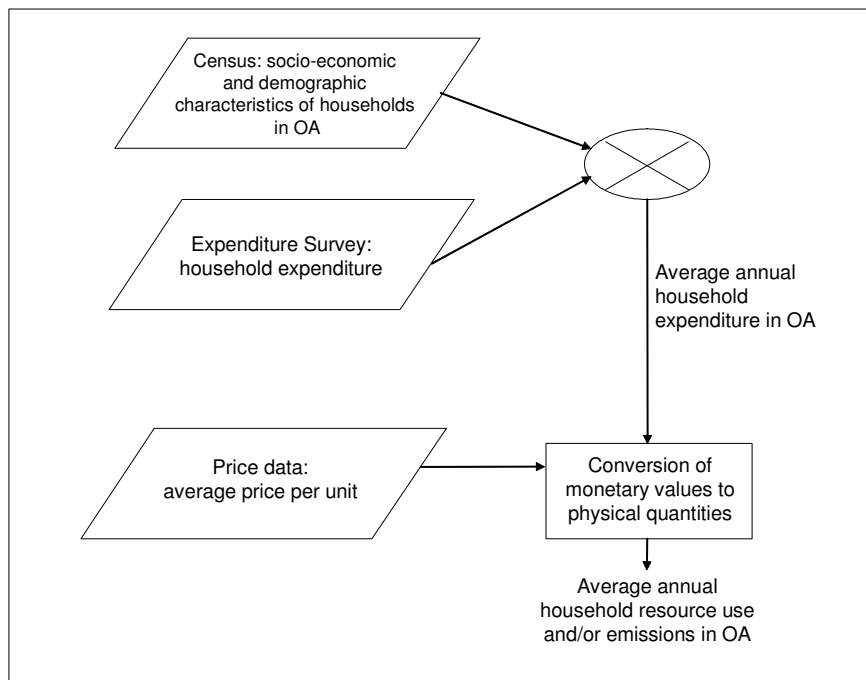 Census: socio-economic
and demographic
characteristics of households
in OA
Expenditure Survey:
household expenditure
Average annual
household
expenditure in OA
Price data:
average price per unit
Conversion of
monetary values to
physical quantities
Average annual
household resource use
and/or emissions in OA